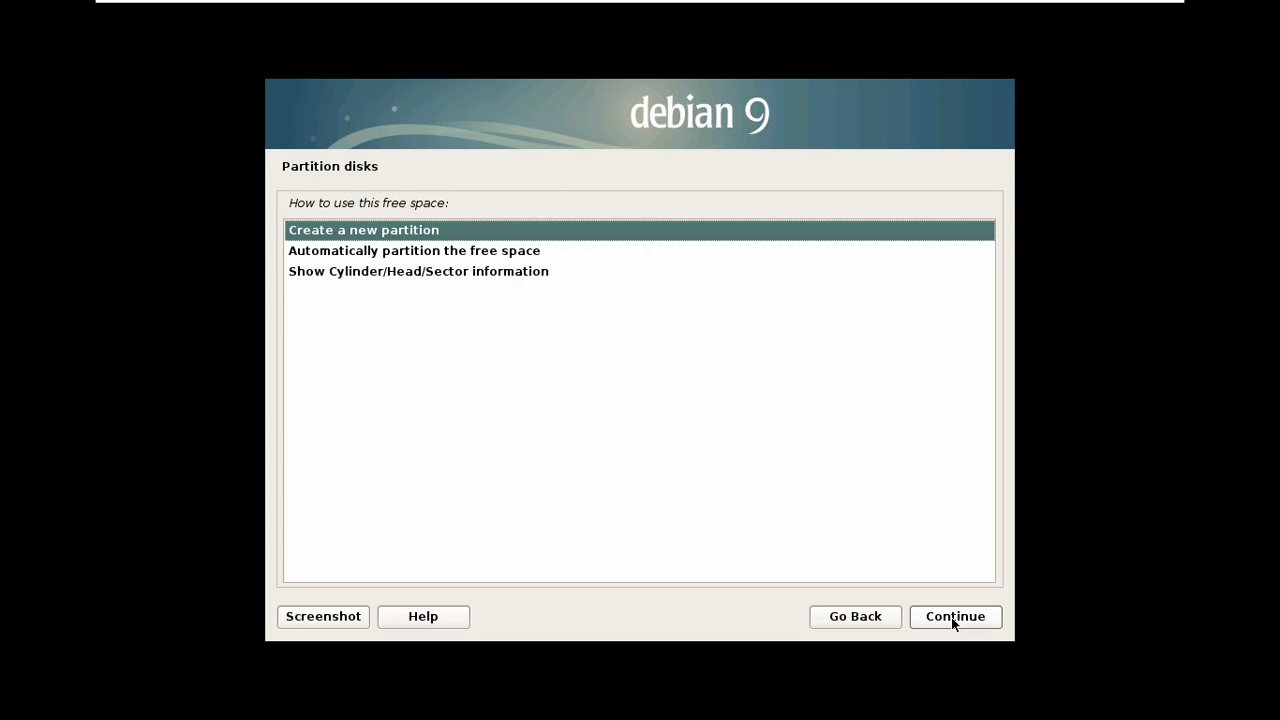 debian 9
Partition disks
How to use this free space:
Create a new partition
Automatically partition the free space
Show Cylinder/Head/Sector information
Screenshot
Help
Go Back
Continue